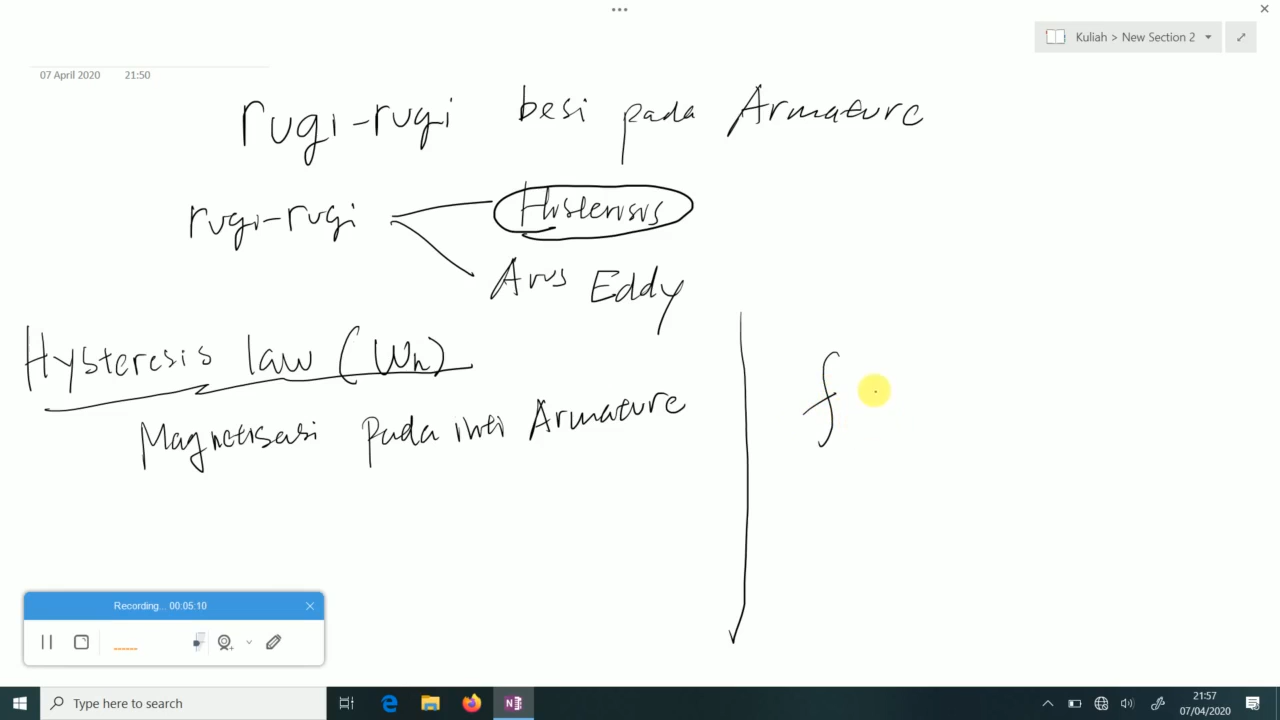 Kuliah > New Section 2
07 April 2020 21:50
rugi-rugi besi pada Armature
rugi-rugi
Histerisis
Arus Eddy
Hysteresis law (Wh)
Magnetisasi pada inti Armature
f
Recording... 00:05:10
Type here to search
21:57
07/04/2020